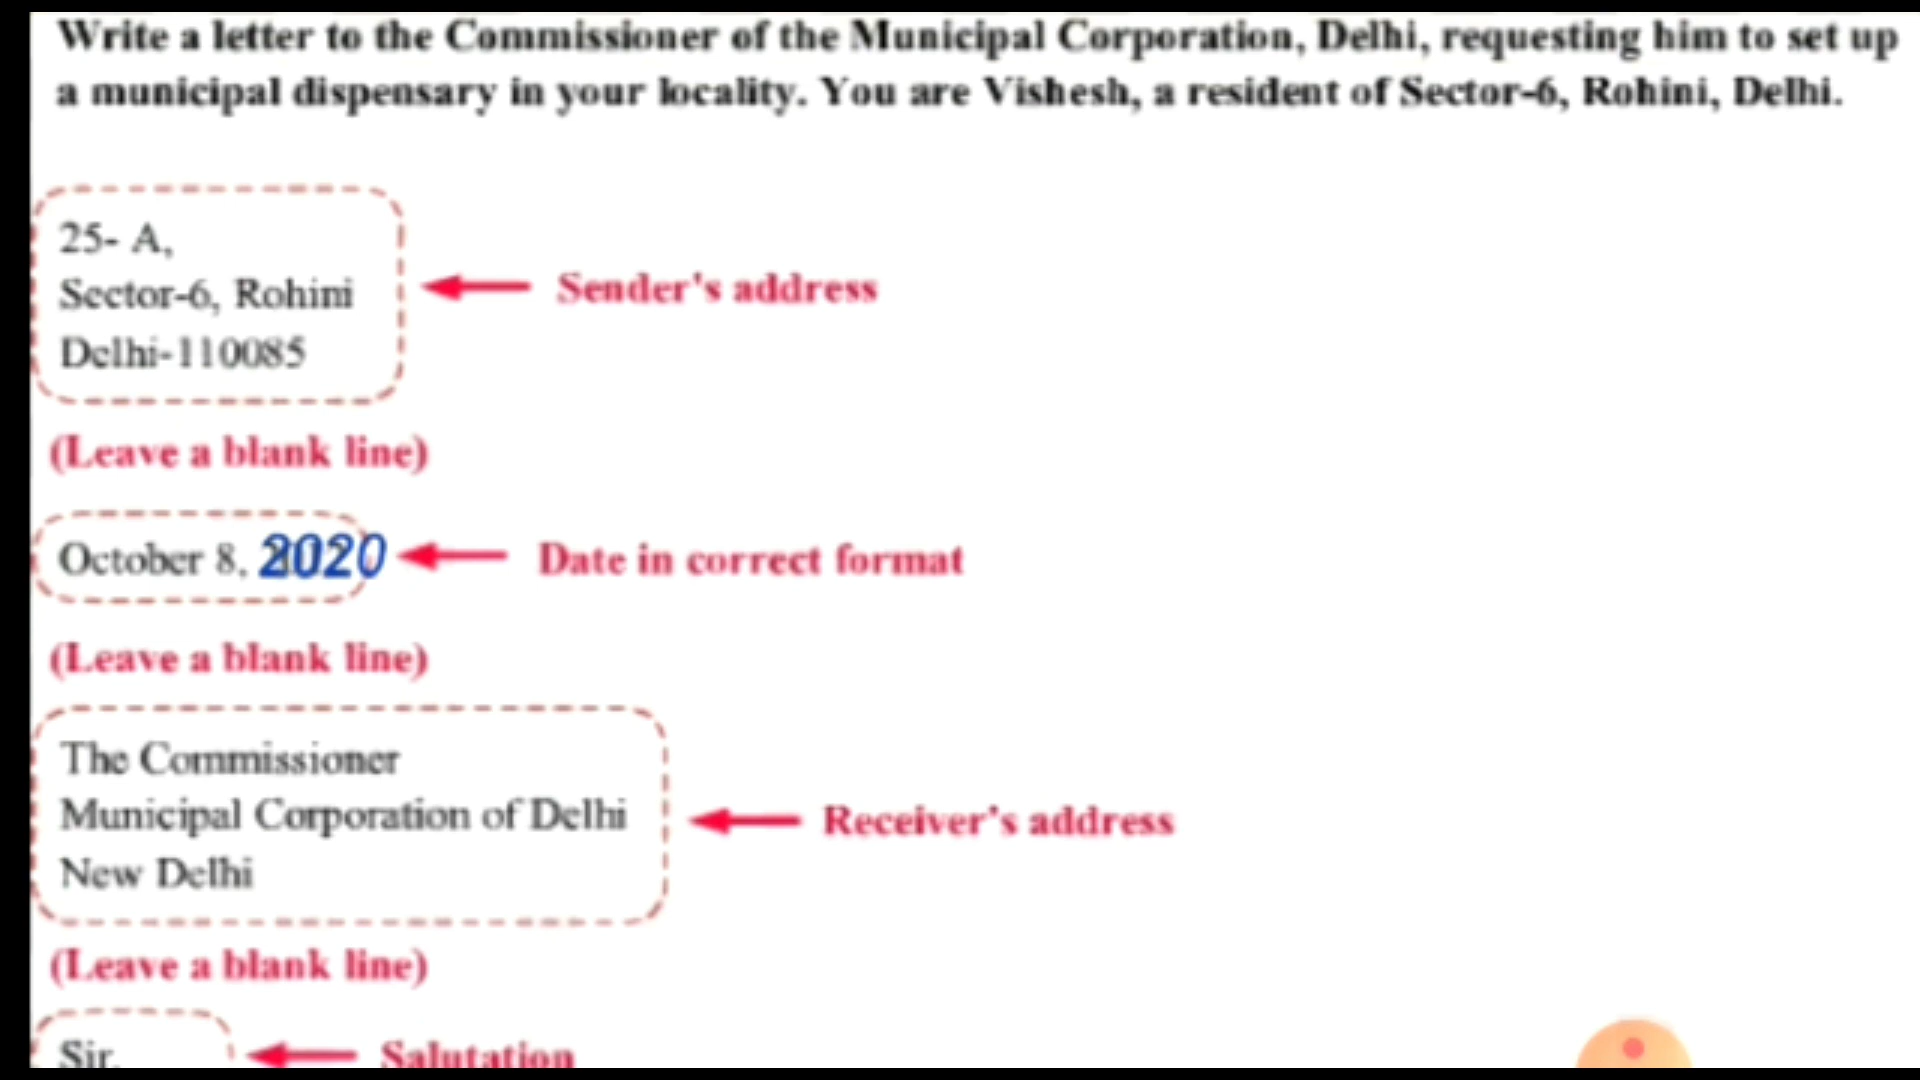 Write a letter to the Commissioner of the Municipal Corporation, Delhi, requesting him to set up
a municipal dispensary in your locality. You are Vishesh, a resident of Sector-6, Rohini, Delhi.
25- A,
Sector-6, Rohini
Delhi-110085
Sender's address
(Leave a blank line)
October 8, 2020
Date in correct format
(Leave a blank line)
The Commissioner
Municipal Corporation of Delhi
New Delhi
Receiver's address
(Leave a blank line)
Sir,
Salutation